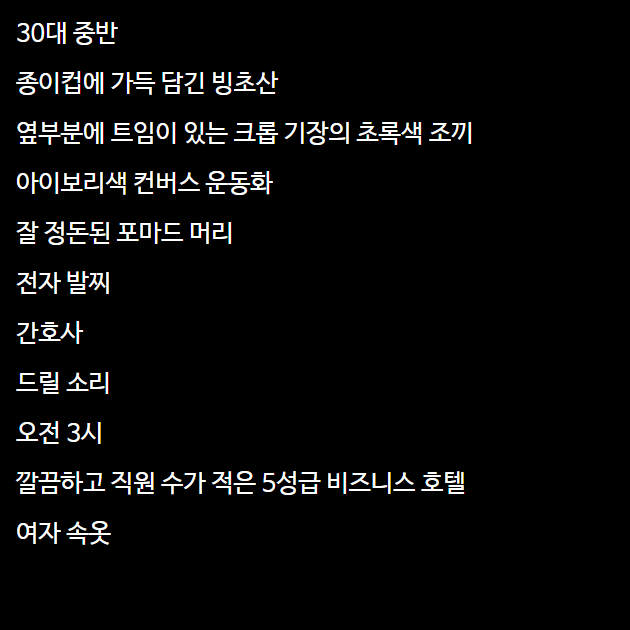 30대 중반
종이컵에 가득 담긴 빙초산
옆부분에 트임이 있는 크롭 기장의 초록색 조끼
아이보리색 컨버스 운동화
잘 정돈된 포마드 머리
전자 발찌
간호사
드릴 소리
오전 3시
깔끔하고 직원 수가 적은 5성급 비즈니스 호텔
여자 속옷